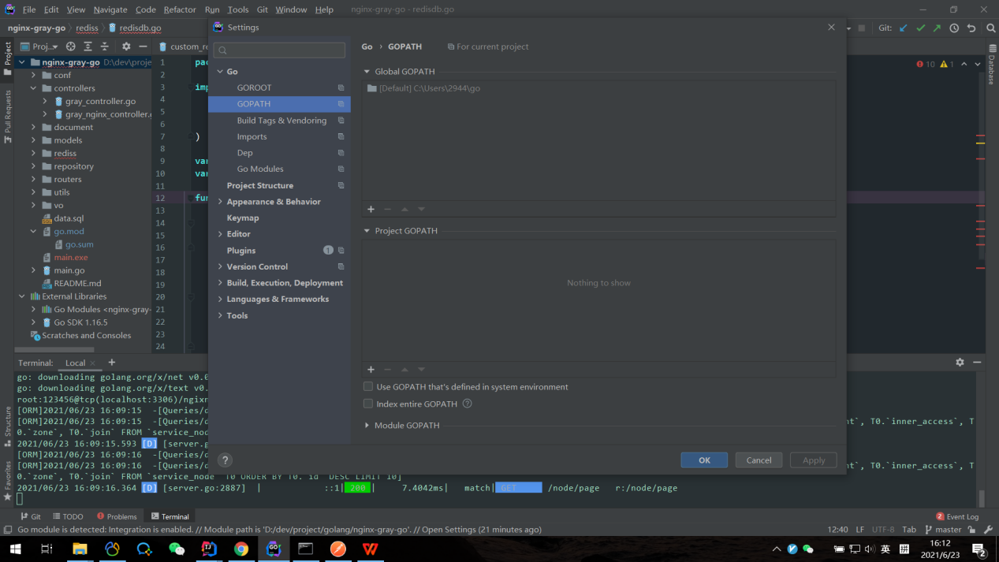 File Edit View Navigate Code Refactor Run Tools Git Window Help nginx-gray-go - redisdb.go
nginx-gray-go rediss redisdb.go
Git:
Project
Pull Requests
Structure
Favorites
Database
Proj...
nginx-gray-go D:\dev\proje
conf
controllers
gray_controller.go
gray_nginx_controller.g
document
models
rediss
repository
routers
utils
vo
data.sql
go.mod
go.sum
main.exe
main.go
README.md
External Libraries
Go Modules <nginx-gray-
Go SDK 1.16.5
Scratches and Consoles
custom_re
1 pac
2
3 imp
4
5
6
7 )
8
9 var
10 var
11
12 fun
13
14
15
16
17
18
19
20
21
22
23
24
10 1
Settings
Go
GOROOT
GOPATH
Build Tags & Vendoring
Imports
Dep
Go Modules
Project Structure
Appearance & Behavior
Keymap
Editor
Plugins 1
Version Control
Build, Execution, Deployment
Languages & Frameworks
Tools
Go › GOPATH For current project
Global GOPATH
[Default] C:\Users\2944\go
Project GOPATH
Nothing to show
Use GOPATH that's defined in system environment
Index entire GOPATH ?
Module GOPATH
? OK Cancel Apply
Terminal: Local × +
go: downloading golang.org/x/net v0.0
go: downloading golang.org/x/text v0.
root:123456@tcp(localhost:3306)/ngixn
[ORM]2021/06/23 16:09:15 -[Queries/d
[ORM]2021/06/23 16:09:15 -[Queries/d nt`, T0.`inner_access`, T
0.`zone`, T0.`join` FROM `service_nod
2021/06/23 16:09:15.593 [D] [server.g
[ORM]2021/06/23 16:09:16 -[Queries/d
[ORM]2021/06/23 16:09:16 -[Queries/d nt`, T0.`inner_access`, T
0.`zone`, T0.`join` FROM `service_node` T0 ORDER BY T0.`id` DESC LIMIT 10]
2021/06/23 16:09:16.364 [D] [server.go:2887] | ::1| 200 | 7.4042ms| match| GET /node/page r:/node/page
Git TODO Problems Terminal 2 Event Log
Go module is detected: Integration is enabled. // Module path is 'D:/dev/project/golang/nginx-gray-go'. // Open Settings (21 minutes ago) 12:40 LF UTF-8 Tab master
英 拼 16:12
2021/6/23 2